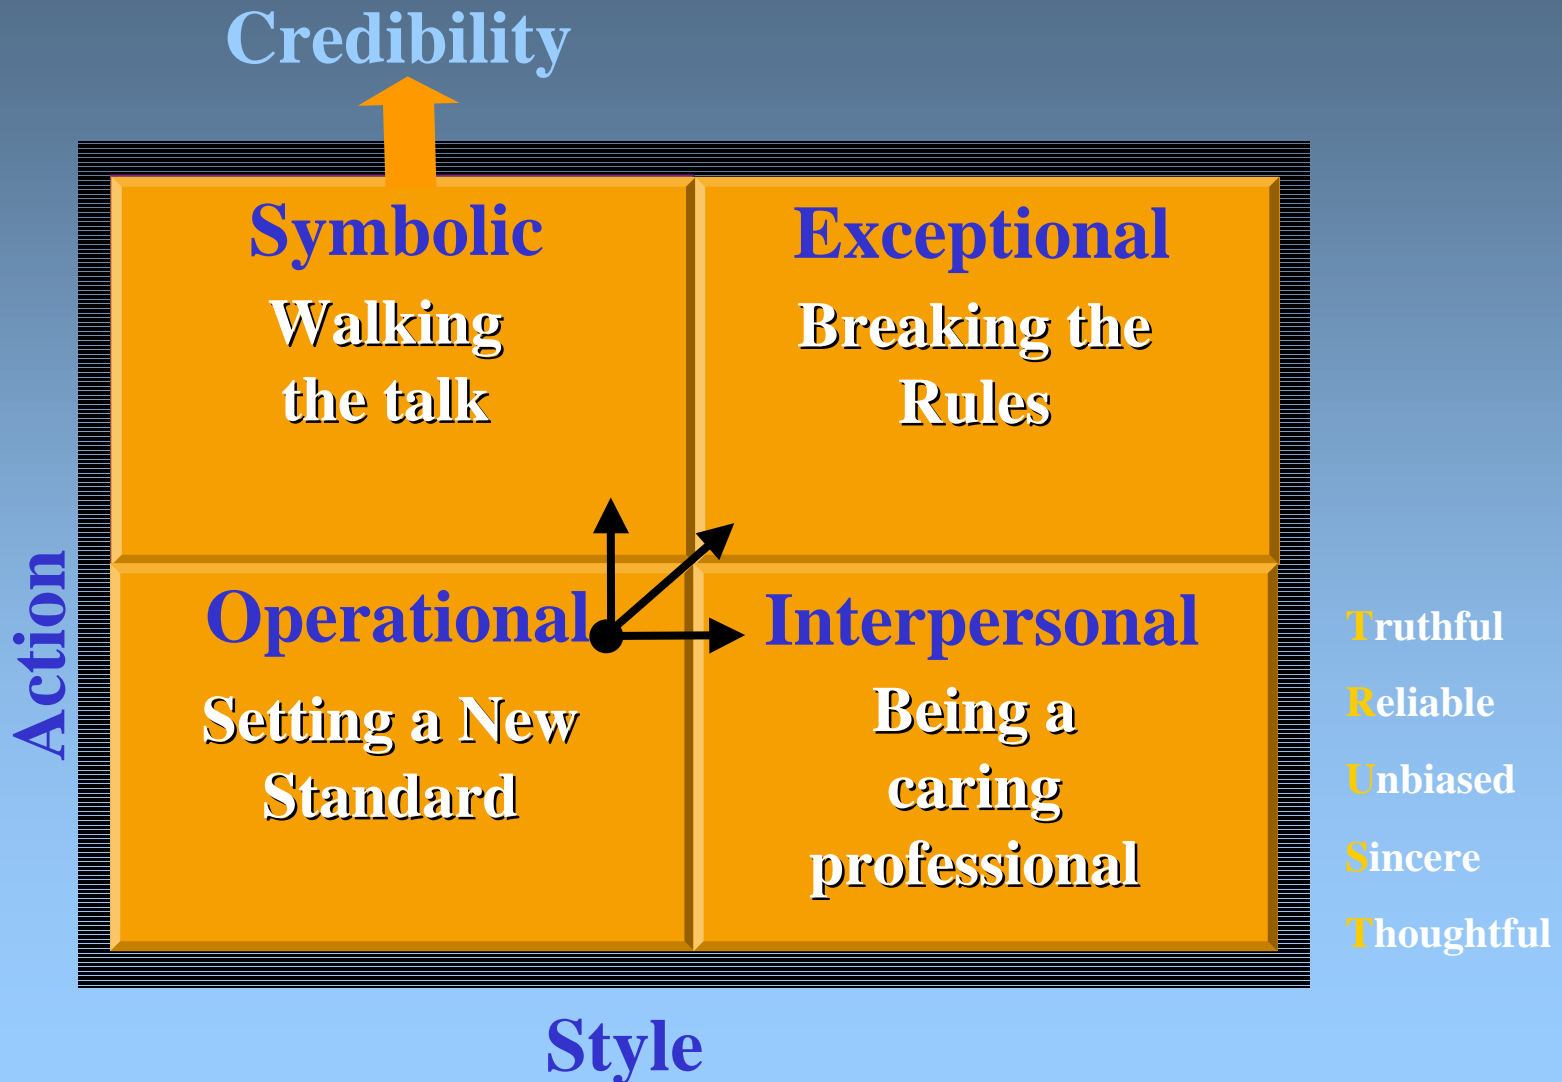 Credibility
Symbolic
Walking
the talk
Exceptional
Breaking the
Rules
Action
Operational
Setting a New
Standard
Interpersonal
Being a
caring
professional
Truthful
Reliable
Unbiased
Sincere
Thoughtful
Style